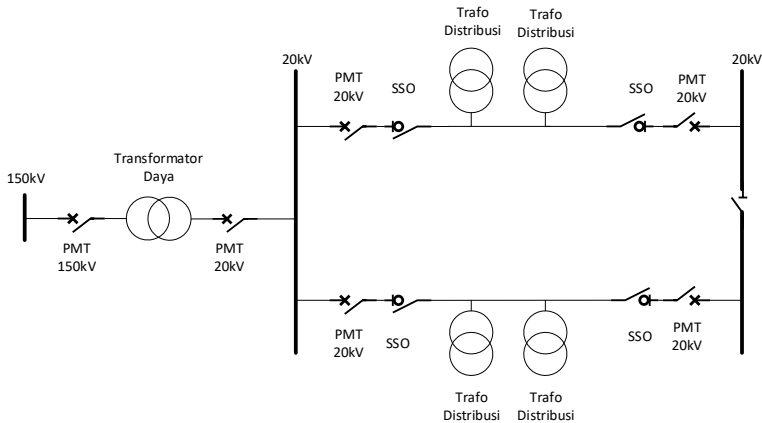 Trafo
Distribusi
Trafo
Distribusi
20kV
PMT
20kV
SSO
SSO
PMT
20kV
20kV
Transformator
Daya
150kV
PMT
150kV
PMT
20kV
PMT
20kV
SSO
SSO
PMT
20kV
Trafo
Distribusi
Trafo
Distribusi